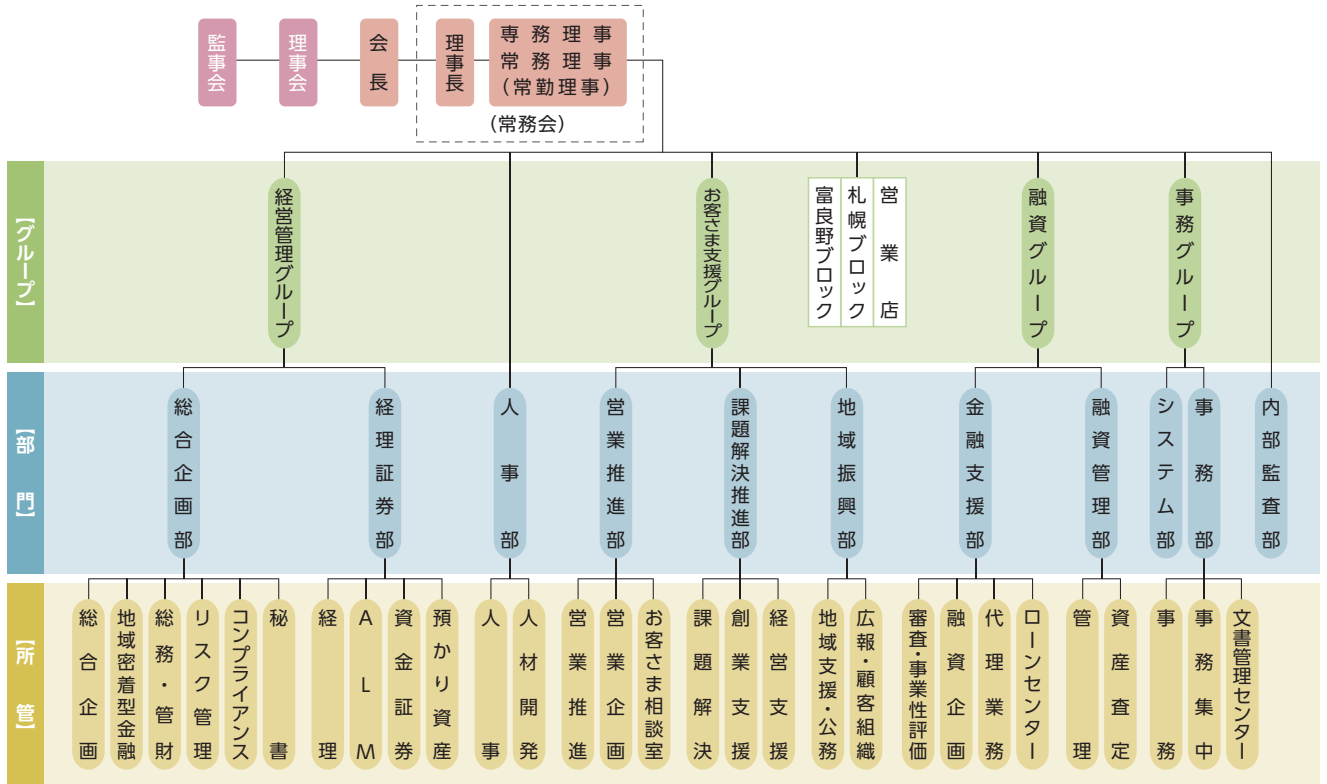 監事会
理事会
会長
理事長
専務理事
常務理事
(常勤理事)
(常務会)
【グループ】
経営管理グループ
お客さま支援グループ
営業店
札幌ブロック
富良野ブロック
融資グループ
事務グループ
【部門】
総合企画部
経理証券部
人事部
営業推進部
課題解決推進部
地域振興部
金融支援部
融資管理部
システム部
事務部
内部監査部
【所管】
総合企画
地域密着型金融
総務・管財
リスク管理
コンプライアンス
秘書
経理
ALM
資金証券
預かり資産
人事
人材開発
営業推進
営業企画
お客さま相談室
課題解決
創業支援
経営支援
地域支援・公務
広報・顧客組織
審査・事業性評価
融資企画
代理業務
ローンセンター
管理
資産査定
事務
事務集中
文書管理センター